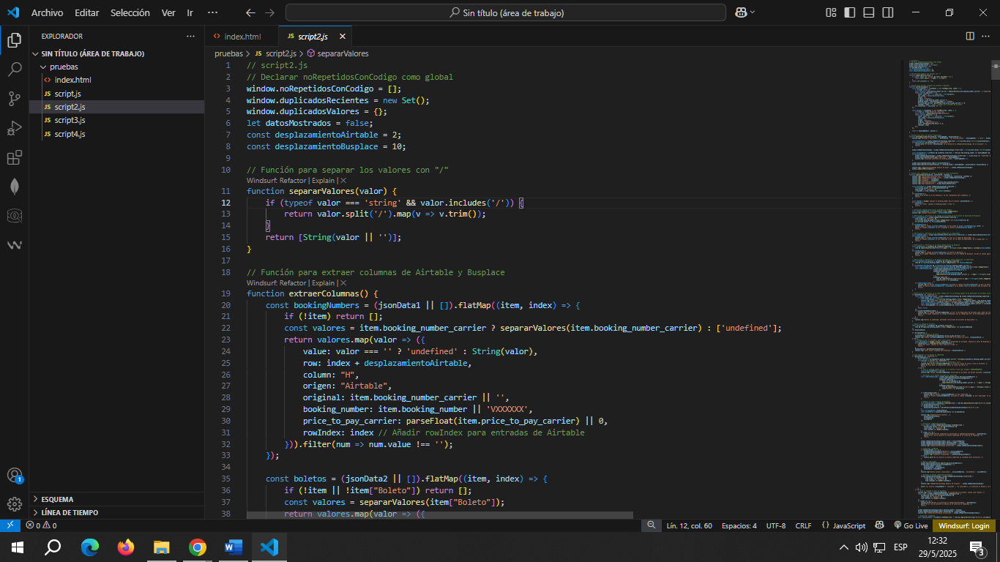 Archivo Editar Selección Ver Ir ··· Sin título (área de trabajo)
EXPLORADOR ···
SIN TÍTULO (ÁREA DE TRABAJO)
pruebas
<> index.html
JS script.js
JS script2.js
JS script3.js
JS script4.js
ESQUEMA
LÍNEA DE TIEMPO
<> index.html JS script2.js
pruebas > JS script2.js > separarValores
1 // script2.js
2 // Declarar noRepetidosConCodigo como global
3 window.noRepetidosConCodigo = [];
4 window.duplicadosRecientes = new Set();
5 window.duplicadosValores = {};
6 let datosMostrados = false;
7 const desplazamientoAirtable = 2;
8 const desplazamientoBusplace = 10;
9
10 // Función para separar los valores con "/"
Windsurf: Refactor | Explain | X
11 function separarValores(valor) {
12 if (typeof valor === 'string' && valor.includes('/')) {
13 return valor.split('/').map(v => v.trim());
14 }
15 return [String(valor || '')];
16 }
17
18 // Función para extraer columnas de Airtable y Busplace
Windsurf: Refactor | Explain | X
19 function extraerColumnas() {
20 const bookingNumbers = (jsonData1 || []).flatMap((item, index) => {
21 if (!item) return [];
22 const valores = item.booking_number_carrier ? separarValores(item.booking_number_carrier) : ['undefined'];
23 return valores.map(valor => ({
24 value: valor === '' ? 'undefined' : String(valor),
25 row: index + desplazamientoAirtable,
26 column: "H",
27 origen: "Airtable",
28 original: item.booking_number_carrier || '',
29 booking_number: item.booking_number || 'VXXXXXX',
30 price_to_pay_carrier: parseFloat(item.price_to_pay_carrier) || 0,
31 rowIndex: index // Añadir rowIndex para entradas de Airtable
32 })).filter(num => num.value !== '');
33 });
34
35 const boletos = (jsonData2 || []).flatMap((item, index) => {
36 if (!item || !item["Boleto"]) return [];
37 const valores = separarValores(item["Boleto"]);
38 return valores.map(valor => ({
1
0 0 Lín. 12, col. 60 Espacios: 4 UTF-8 CRLF {} JavaScript Go Live Windsurf: Login
ESP
12:32
29/5/2025
3